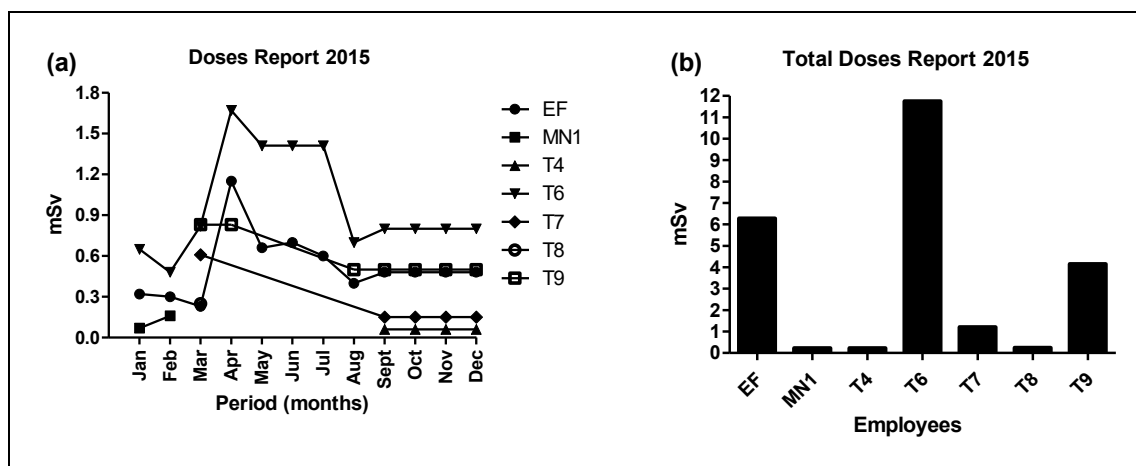 (a)
Doses Report 2015
mSv
1.8
1.5
1.2
0.9
0.6
0.3
0.0
Jan
Feb
Mar
Apr
May
Jun
Jul
Aug
Sept
Oct
Nov
Dec
Period (months)
EF
MN1
T4
T6
T7
T8
T9
(b)
Total Doses Report 2015
mSv
12
11
10
9
8
7
6
5
4
3
2
1
0
EF
MN1
T4
T6
T7
T8
T9
Employees